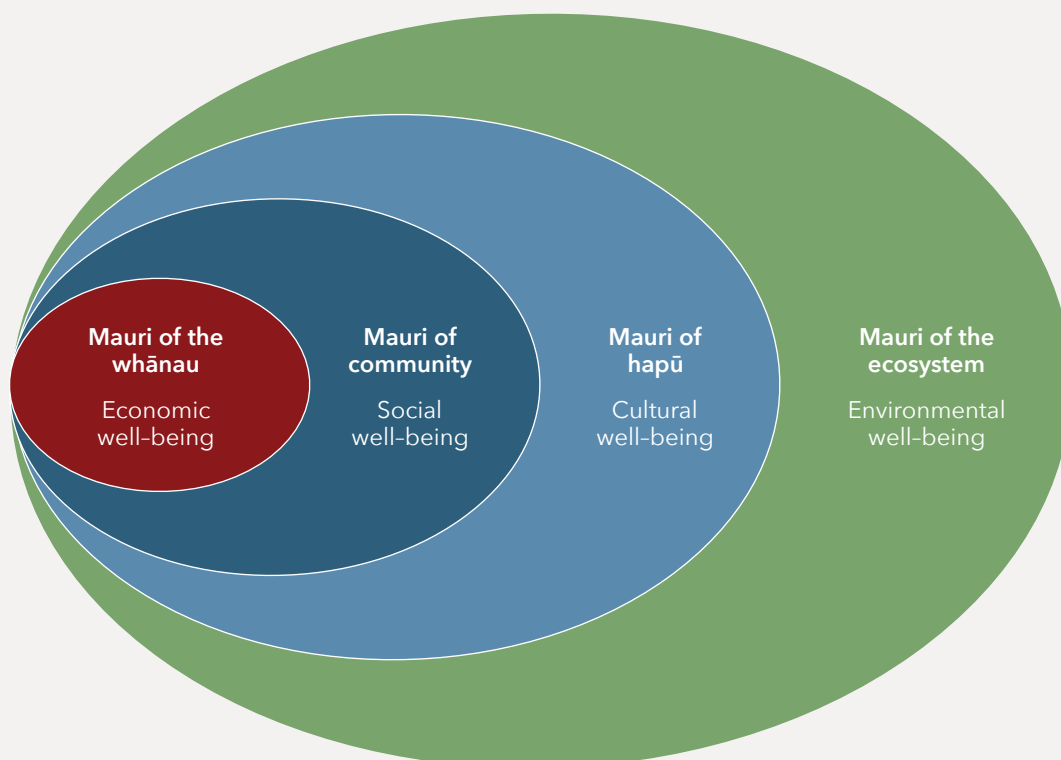 Mauri of the
whānau
Economic
well-being
Mauri of
community
Social
well-being
Mauri of
hapū
Cultural
well-being
Mauri of the
ecosystem
Environmental
well-being